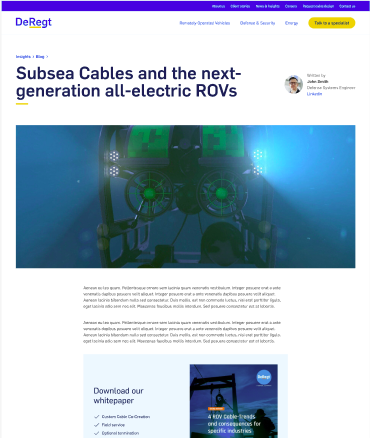 About us Client stories News & Insights Careers Responsible deRegt Contact us
DeRegt
Remotely Operated Vehicles Defense & Security Energy Talk to a specialist
Insights › Blog ›
Subsea Cables and the next-
generation all-electric ROVs
Written by
John Smith
Defense Systems Engineer
LinkedIn
Aenean eu leo quam. Pellentesque ornare sem lacinia quam venenatis vestibulum. Integer posuere erat a ante
venenatis dapibus posuere velit aliquet. Integer posuere erat a ante venenatis dapibus posuere velit aliquet.
Aenean lacinia bibendum nulla sed consectetur. Duis mollis, est non commodo luctus, nisi erat porttitor ligula,
eget lacinia odio sem nec elit. Maecenas faucibus mollis interdum. Sed posuere consectetur est at lobortis.
Aenean eu leo quam. Pellentesque ornare sem lacinia quam venenatis vestibulum. Integer posuere erat a ante
venenatis dapibus posuere velit aliquet. Integer posuere erat a ante venenatis dapibus posuere velit aliquet.
Aenean lacinia bibendum nulla sed consectetur. Duis mollis, est non commodo luctus, nisi erat porttitor ligula,
eget lacinia odio sem nec elit. Maecenas faucibus mollis interdum. Sed posuere consectetur est at lobortis.
Download our
whitepaper
Custom Cable Co-Creation
Field service
Optional termination
DeRegt
4 ROV Cable-trends
and consequences for
specific industries